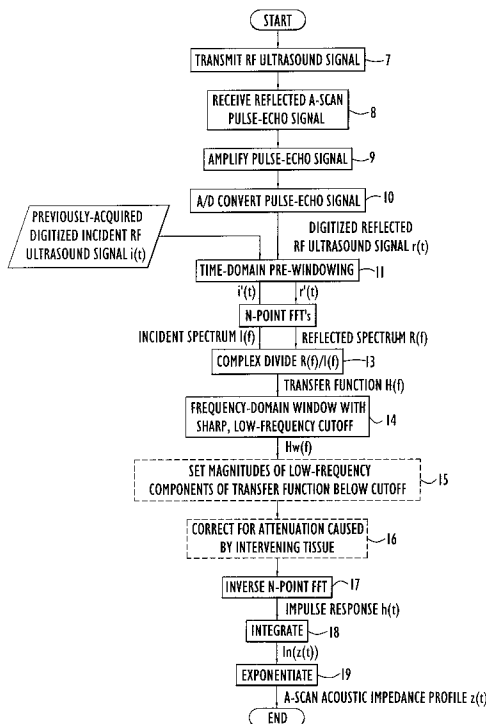 START
TRANSMIT RF ULTRASOUND SIGNAL
7
RECEIVE REFLECTED A-SCAN
PULSE-ECHO SIGNAL
8
AMPLIFY PULSE-ECHO SIGNAL
9
A/D CONVERT PULSE-ECHO SIGNAL
10
PREVIOUSLY-ACQUIRED
DIGITIZED INCIDENT RF
ULTRASOUND SIGNAL i(t)
DIGITIZED REFLECTED
RF ULTRASOUND SIGNAL r(t)
TIME-DOMAIN PRE-WINDOWING
11
i'(t) r'(t)
N-POINT FFT's
INCIDENT SPECTRUM I(f) REFLECTED SPECTRUM R(f)
COMPLEX DIVIDE R(f)/I(f)
13
TRANSFER FUNCTION H(f)
FREQUENCY-DOMAIN WINDOW WITH
SHARP, LOW-FREQUENCY CUTOFF
14
Hw(f)
SET MAGNITUDES OF LOW-FREQUENCY
COMPONENTS OF TRANSFER FUNCTION BELOW CUTOFF
15
CORRECT FOR ATTENUATION CAUSED
BY INTERVENING TISSUE
16
INVERSE N-POINT FFT
17
IMPULSE RESPONSE h(t)
INTEGRATE
18
ln(z(t))
EXPONENTIATE
19
A-SCAN ACOUSTIC IMPEDANCE PROFILE z(t)
END